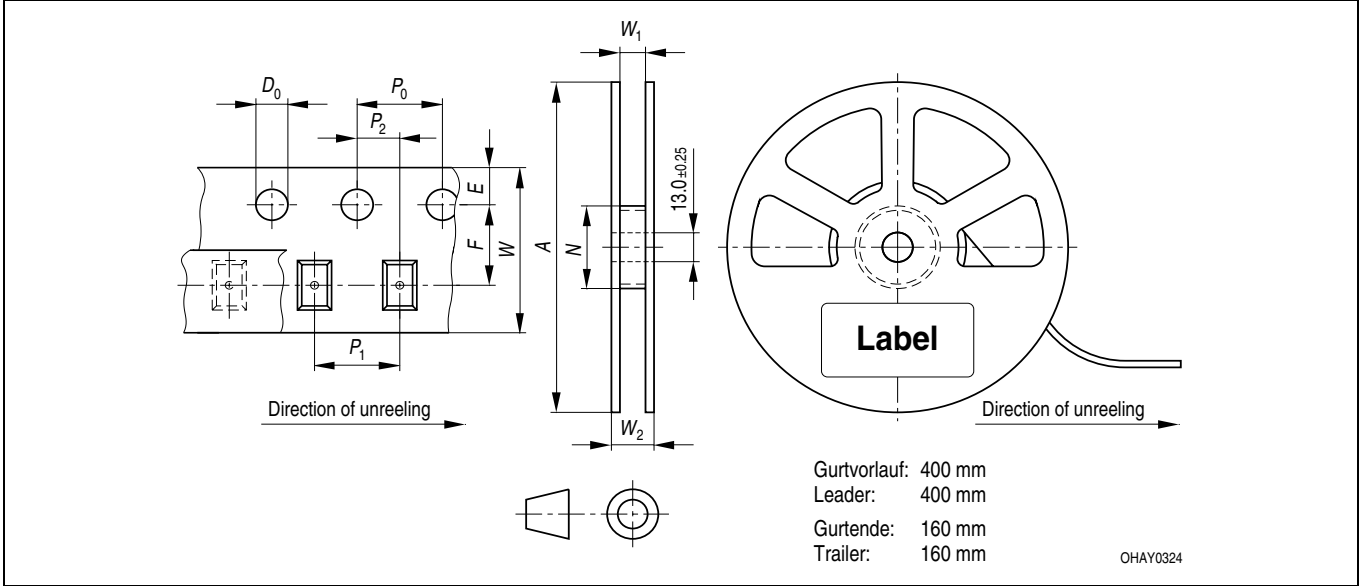 W1
D0
P0
P2
E
F
W
P1
Direction of unreeling
A
N
13.0 ±0.25
W2
Label
Direction of unreeling
Gurtvorlauf: 400 mm
Leader: 400 mm
Gurtende: 160 mm
Trailer: 160 mm
OHAY0324